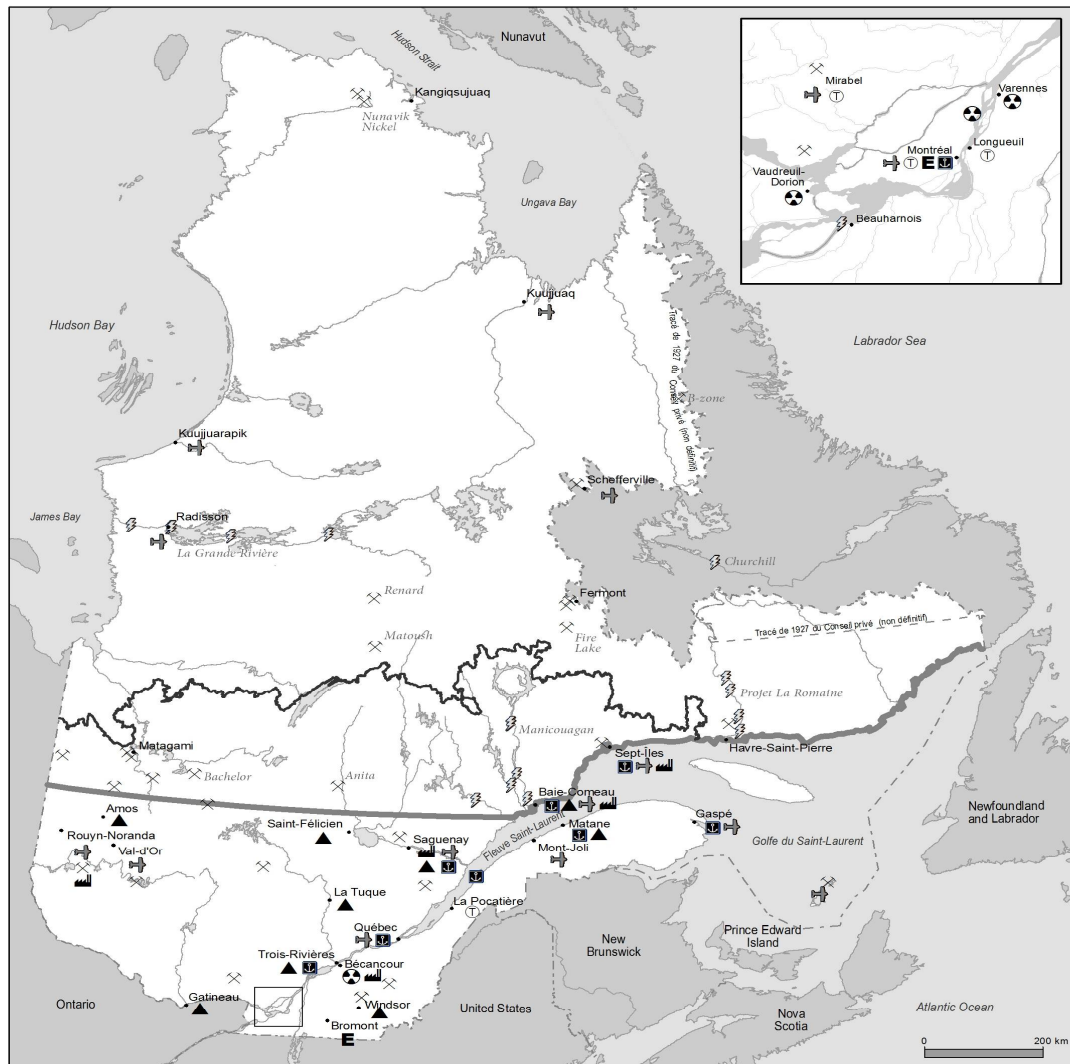 Nunavut
Hudson Strait
Kangiqsujuaq
Nunavik
Nickel
Ungava Bay
Mirabel
T
Varennes
Longueuil
T
Montréal
T
E
Vaudreuil-
Dorion
Beauharnois
Hudson Bay
Kuujjuaq
Labrador Sea
Tracé de 1927 du Conseil privé (non définitif)
B-zone
Kuujjuarapik
Schefferville
James Bay
Radisson
La Grande Rivière
Churchill
Renard
Fermont
Matoush
Fire
Lake
Tracé de 1927 du Conseil privé (non définitif)
Projet La Romaine
Manicouagan
Matagami
Havre-Saint-Pierre
Sept-Îles
Bachelor
Anita
Baie-Comeau
Newfoundland
and Labrador
Amos
Rouyn-Noranda
Val-d'Or
Saint-Félicien
Saguenay
Fleuve Saint-Laurent
Matane
Mont-Joli
Gaspé
Golfe du Saint-Laurent
La Tuque
La Pocatière
T
Québec
Trois-Rivières
Bécancour
New
Brunswick
Prince Edward
Island
Ontario
Gatineau
Windsor
Bromont
E
United States
Nova
Scotia
Atlantic Ocean
0 200 km